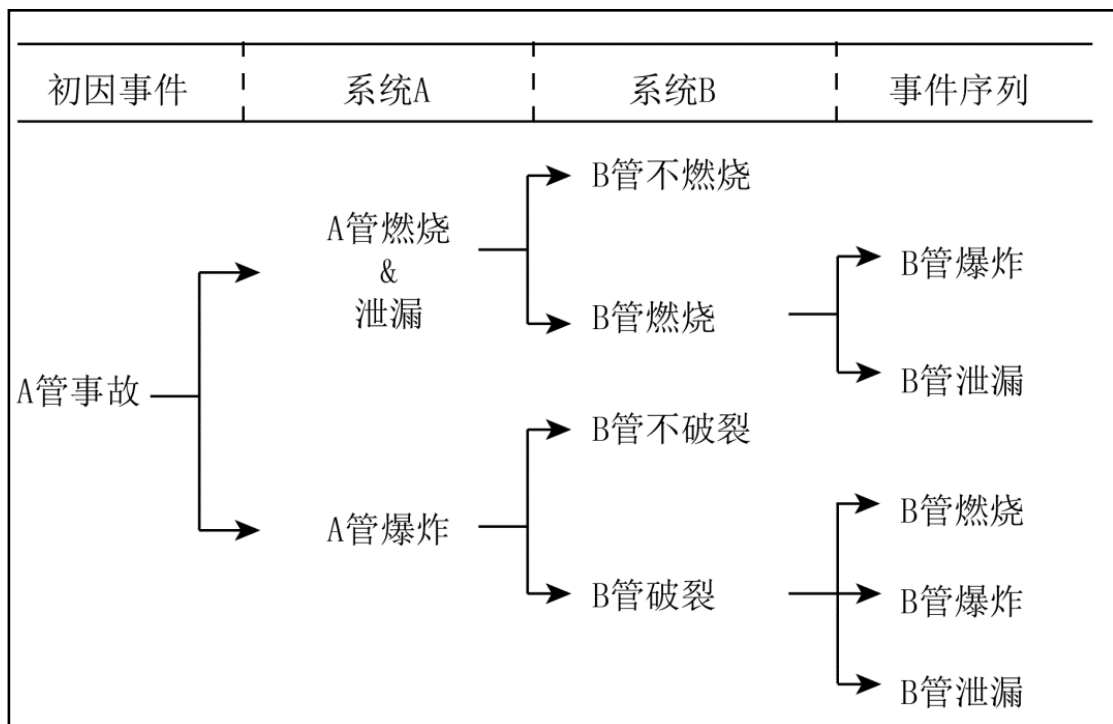 初因事件 系统A 系统B 事件序列
B管不燃烧
A管燃烧
&
泄漏
B管爆炸
B管燃烧
B管泄漏
A管事故
B管不破裂
B管燃烧
A管爆炸
B管破裂
B管爆炸
B管泄漏